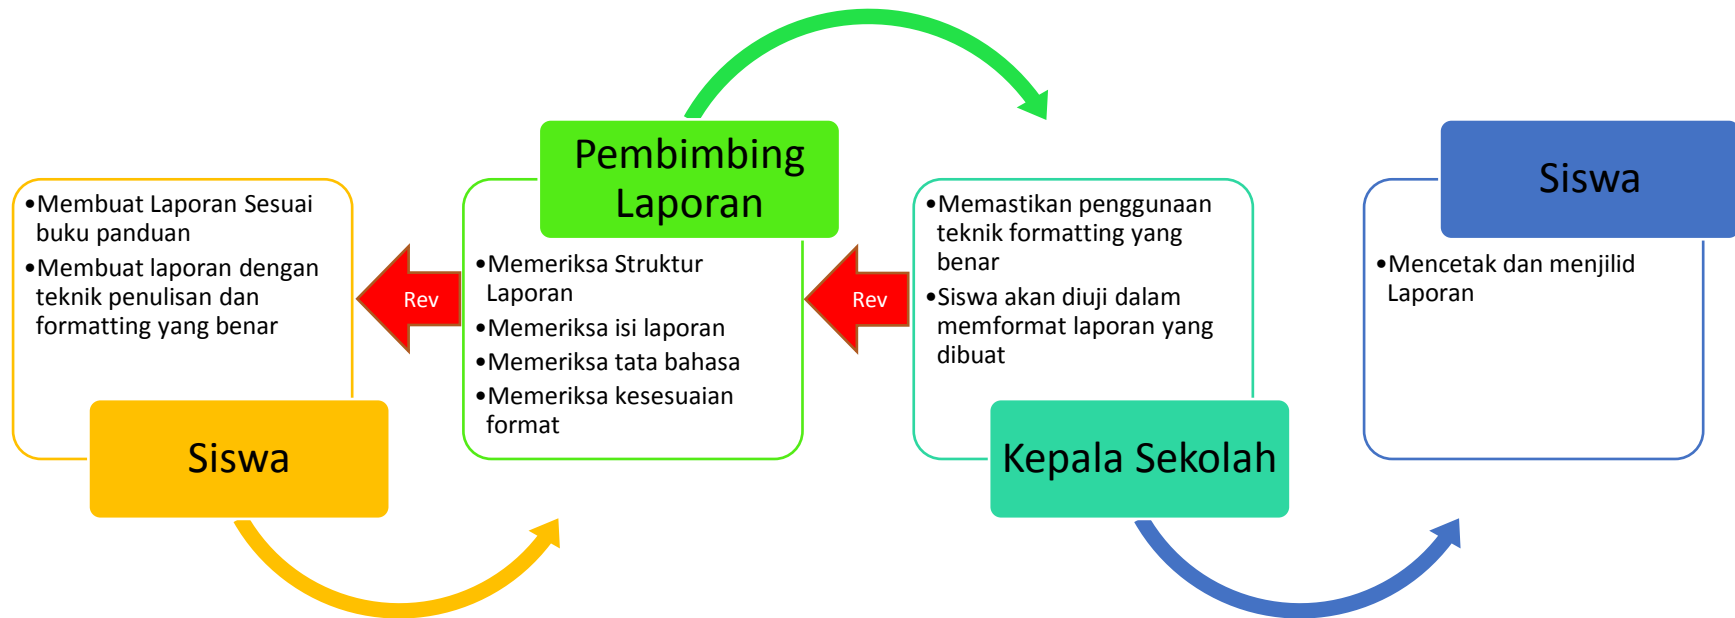 •Membuat Laporan Sesuai
buku panduan
•Membuat laporan dengan
teknik penulisan dan
formatting yang benar
Siswa
Rev
Pembimbing
Laporan
•Memeriksa Struktur
Laporan
•Memeriksa isi laporan
•Memeriksa tata bahasa
•Memeriksa kesesuaian
format
Rev
•Memastikan penggunaan
teknik formatting yang
benar
•Siswa akan diuji dalam
memformat laporan yang
dibuat
Kepala Sekolah
Siswa
•Mencetak dan menjilid
Laporan